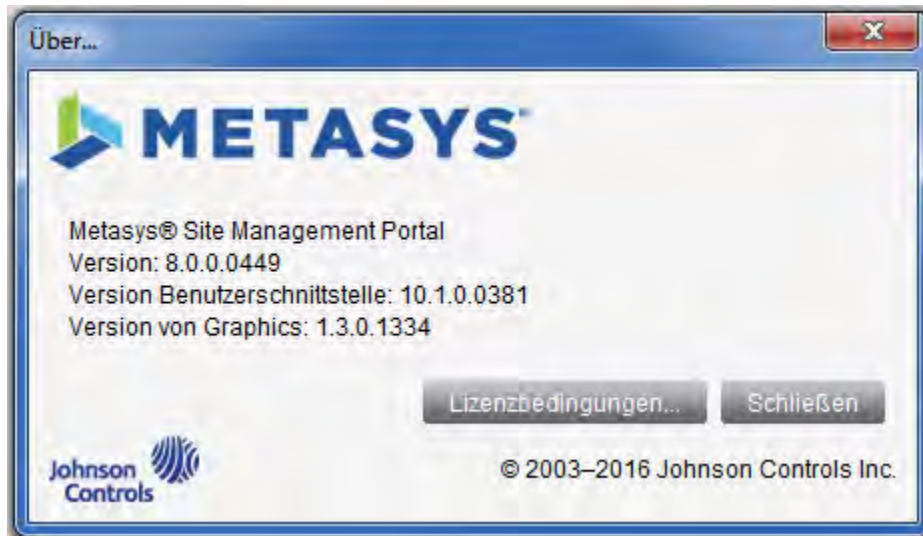 Über...
METASYS™
Metasys® Site Management Portal
Version: 8.0.0.0449
Version Benutzerschnittstelle: 10.1.0.0381
Version von Graphics: 1.3.0.1334
Lizenzbedingungen... Schließen
Johnson
Controls
© 2003–2016 Johnson Controls Inc.